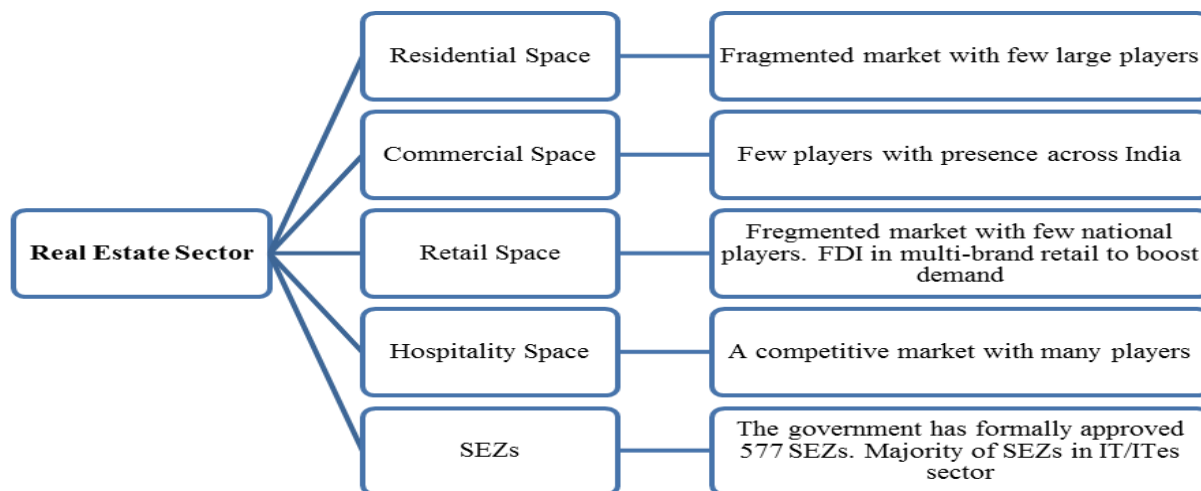 Real Estate Sector
Residential Space
Fragmented market with few large players
Commercial Space
Few players with presence across India
Retail Space
Fregmented market with few national
players. FDI in multi-brand retail to boost
demand
Hospitality Space
A competitive market with many players
SEZs
The government has formally approved
577 SEZs. Majority of SEZs in IT/ITes
sector